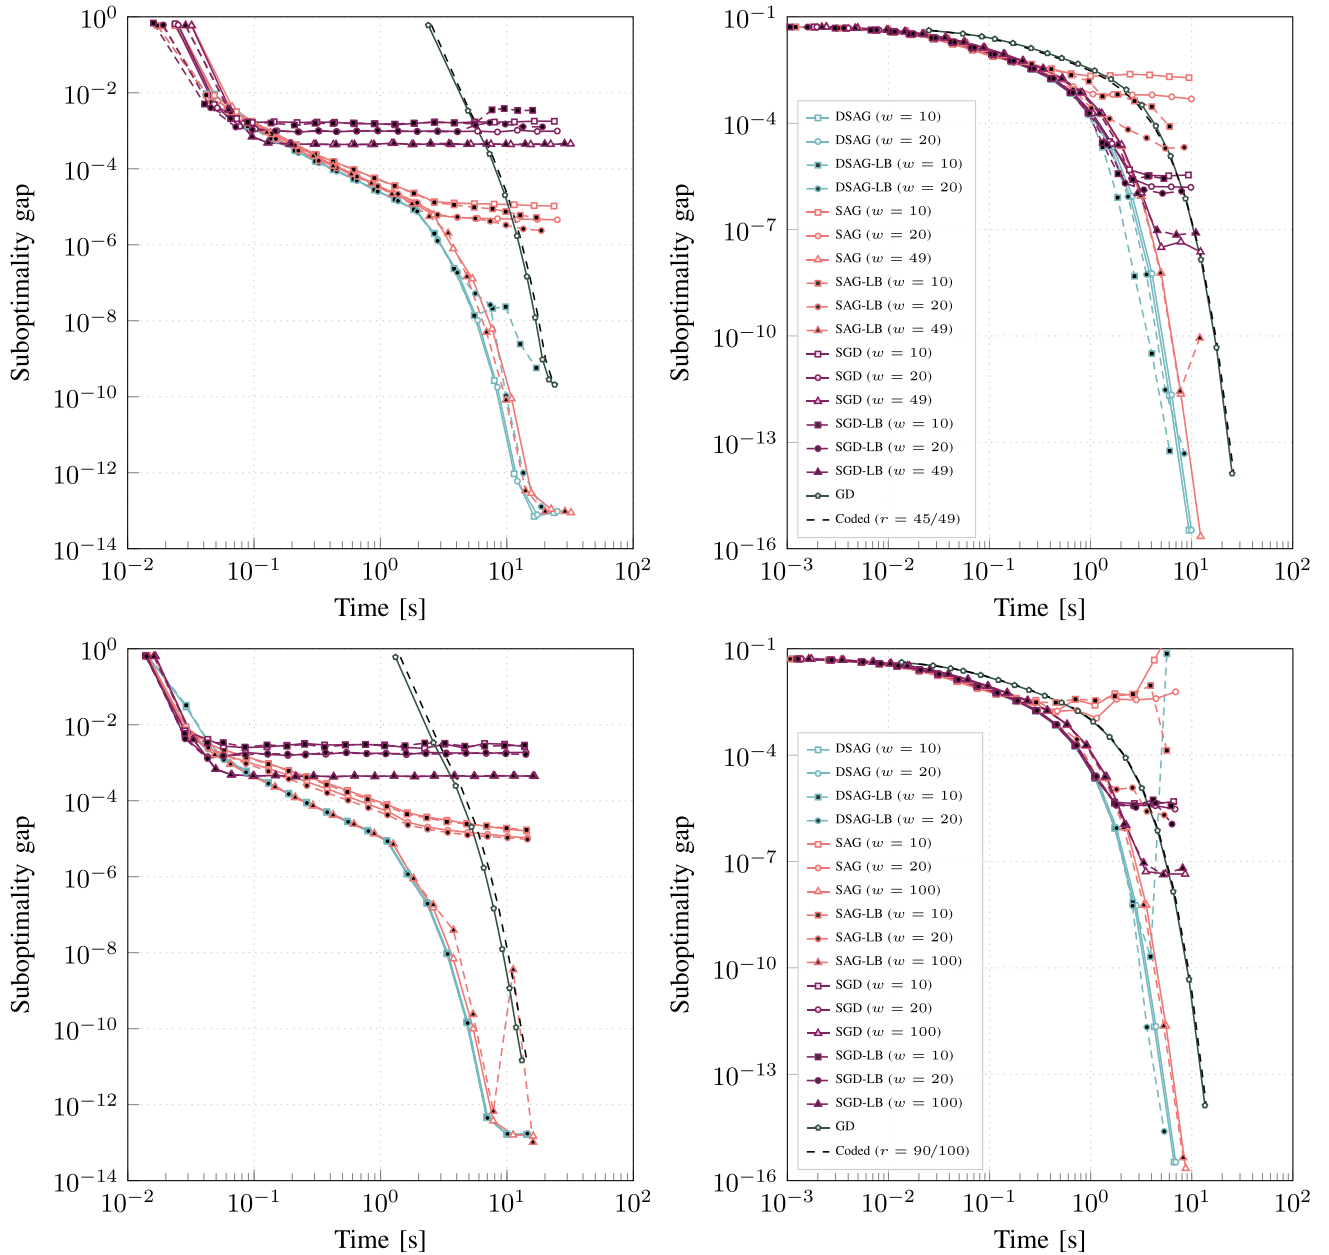 10^0
10^−2
10^−4
10^−6
10^−8
10^−10
10^−12
10^−14
Suboptimality gap
10^−2
10^−1
10^0
10^1
10^2
Time [s]
10^−1
10^−4
10^−7
10^−10
10^−13
10^−16
Suboptimality gap
DSAG (w = 10)
DSAG (w = 20)
DSAG-LB (w = 10)
DSAG-LB (w = 20)
SAG (w = 10)
SAG (w = 20)
SAG (w = 49)
SAG-LB (w = 10)
SAG-LB (w = 20)
SAG-LB (w = 49)
SGD (w = 10)
SGD (w = 20)
SGD (w = 49)
SGD-LB (w = 10)
SGD-LB (w = 20)
SGD-LB (w = 49)
GD
Coded (r = 45/49)
10^−3
10^−2
10^−1
10^0
10^1
10^2
Time [s]
10^0
10^−2
10^−4
10^−6
10^−8
10^−10
10^−12
10^−14
Suboptimality gap
10^−2
10^−1
10^0
10^1
10^2
Time [s]
10^−1
10^−4
10^−7
10^−10
10^−13
10^−16
Suboptimality gap
DSAG (w = 10)
DSAG (w = 20)
DSAG-LB (w = 10)
DSAG-LB (w = 20)
SAG (w = 10)
SAG (w = 20)
SAG (w = 100)
SAG-LB (w = 10)
SAG-LB (w = 20)
SAG-LB (w = 100)
SGD (w = 10)
SGD (w = 20)
SGD (w = 100)
SGD-LB (w = 10)
SGD-LB (w = 20)
SGD-LB (w = 100)
GD
Coded (r = 90/100)
10^−3
10^−2
10^−1
10^0
10^1
10^2
Time [s]